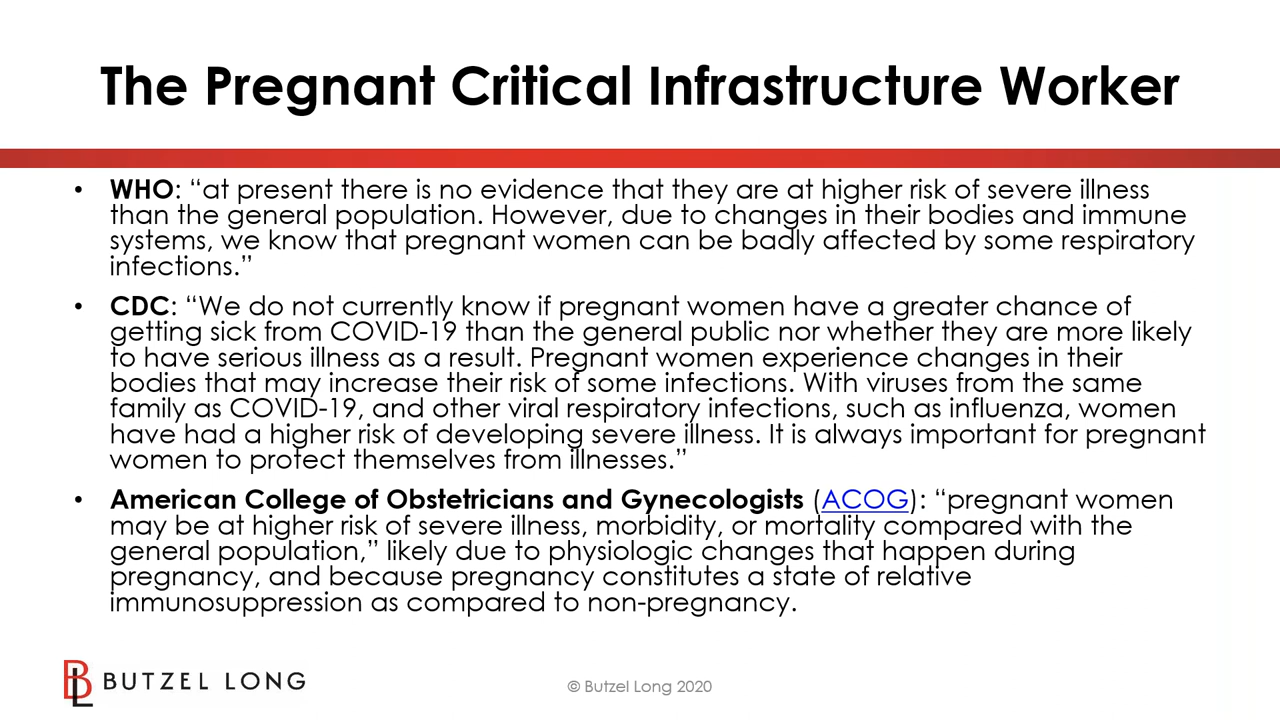 The Pregnant Critical Infrastructure Worker
• WHO: “at present there is no evidence that they are at higher risk of severe illness
than the general population. However, due to changes in their bodies and immune
systems, we know that pregnant women can be badly affected by some respiratory
infections.”
• CDC: “We do not currently know if pregnant women have a greater chance of
getting sick from COVID-19 than the general public nor whether they are more likely
to have serious illness as a result. Pregnant women experience changes in their
bodies that may increase their risk of some infections. With viruses from the same
family as COVID-19, and other viral respiratory infections, such as influenza, women
have had a higher risk of developing severe illness. It is always important for pregnant
women to protect themselves from illnesses.”
• American College of Obstetricians and Gynecologists (ACOG): “pregnant women
may be at higher risk of severe illness, morbidity, or mortality compared with the
general population,” likely due to physiologic changes that happen during
pregnancy, and because pregnancy constitutes a state of relative
immunosuppression as compared to non-pregnancy.
BL BUTZEL LONG
© Butzel Long 2020